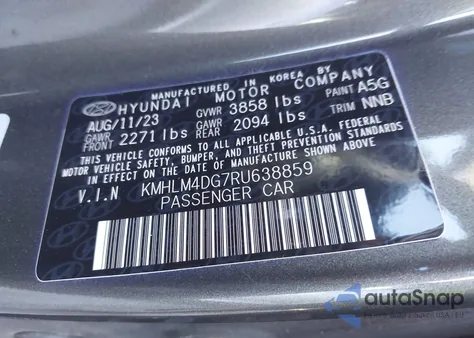 MANUFACTURED IN KOREA BY
HYUNDAI MOTOR COMPANY
AUG/11/23 GVWR 3858 lbs PAINT A5G
GAWR FRONT 2271 lbs GAWR REAR 2094 lbs TRIM NNB
THIS VEHICLE CONFORMS TO ALL APPLICABLE U.S. FEDERAL
MOTOR VEHICLE SAFETY, BUMPER, AND THEFT PREVENTION
STANDARDS IN EFFECT ON THE DATE OF MANUFACTURE SHOWN ABOVE.
V.I.N KMHLM4DG7RU638859
PASSENGER CAR
autoSnap